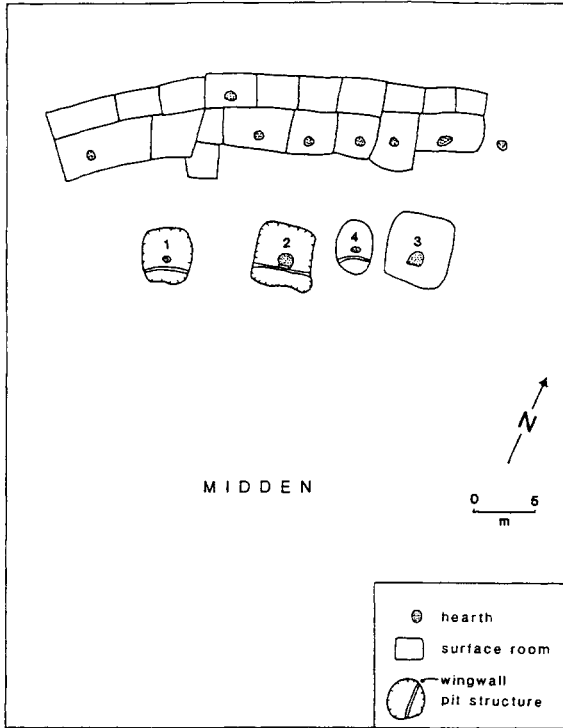 1
2
4
3
N
MIDDEN
0 5
m
hearth
surface room
wingwall
pit structure